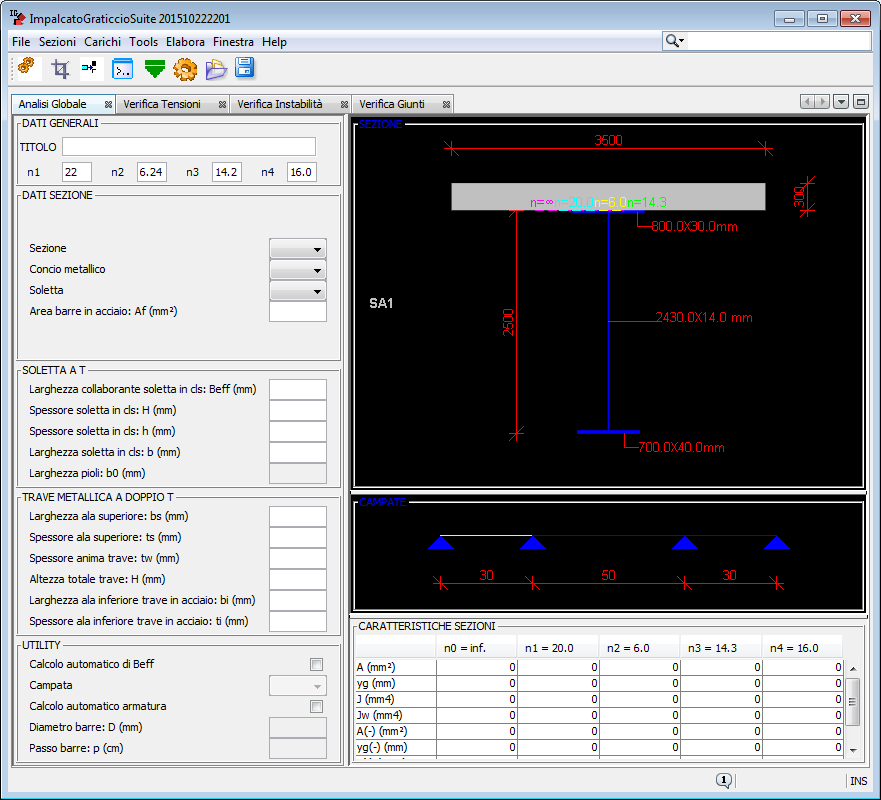 ImpalcatoGraticcioSuite 201510222201
File Sezioni Carichi Tools Elabora Finestra Help
Analisi Globale Verifica Tensioni Verifica Instabilità Verifica Giunti
DATI GENERALI
TITOLO
n1 22 n2 6.24 n3 14.2 n4 16.0
DATI SEZIONE
Sezione
Concio metallico
Soletta
Area barre in acciaio: Af (mm²)
SOLETTA A T
Larghezza collaborante soletta in cls: Beff (mm)
Spessore soletta in cls: H (mm)
Spessore soletta in cls: h (mm)
Larghezza soletta in cls: b (mm)
Larghezza pioli: b0 (mm)
TRAVE METALLICA A DOPPIO T
Larghezza ala superiore: bs (mm)
Spessore ala superiore: ts (mm)
Spessore anima trave: tw (mm)
Altezza totale trave: H (mm)
Larghezza ala inferiore trave in acciaio: bi (mm)
Spessore ala inferiore trave in acciaio: ti (mm)
UTILITY
Calcolo automatico di Beff
Campata
Calcolo automatico armatura
Diametro barre: D (mm)
Passo barre: p (cm)
SEZIONE
3600
n=∞ n=20.0 n=6.0 n=14.3
300
800.0X30.0mm
SA1
2500
2430.0X14.0 mm
700.0X40.0mm
CAMPATE
30 50 30
CARATTERISTICHE SEZIONI
n0 = inf. n1 = 20.0 n2 = 6.0 n3 = 14.3 n4 = 16.0
A (mm²) 0 0 0 0 0
yg (mm) 0 0 0 0 0
J (mm4) 0 0 0 0 0
Jw (mm4) 0 0 0 0 0
A(-) (mm²) 0 0 0 0 0
yg(-) (mm) 0 0 0 0 0
1 INS